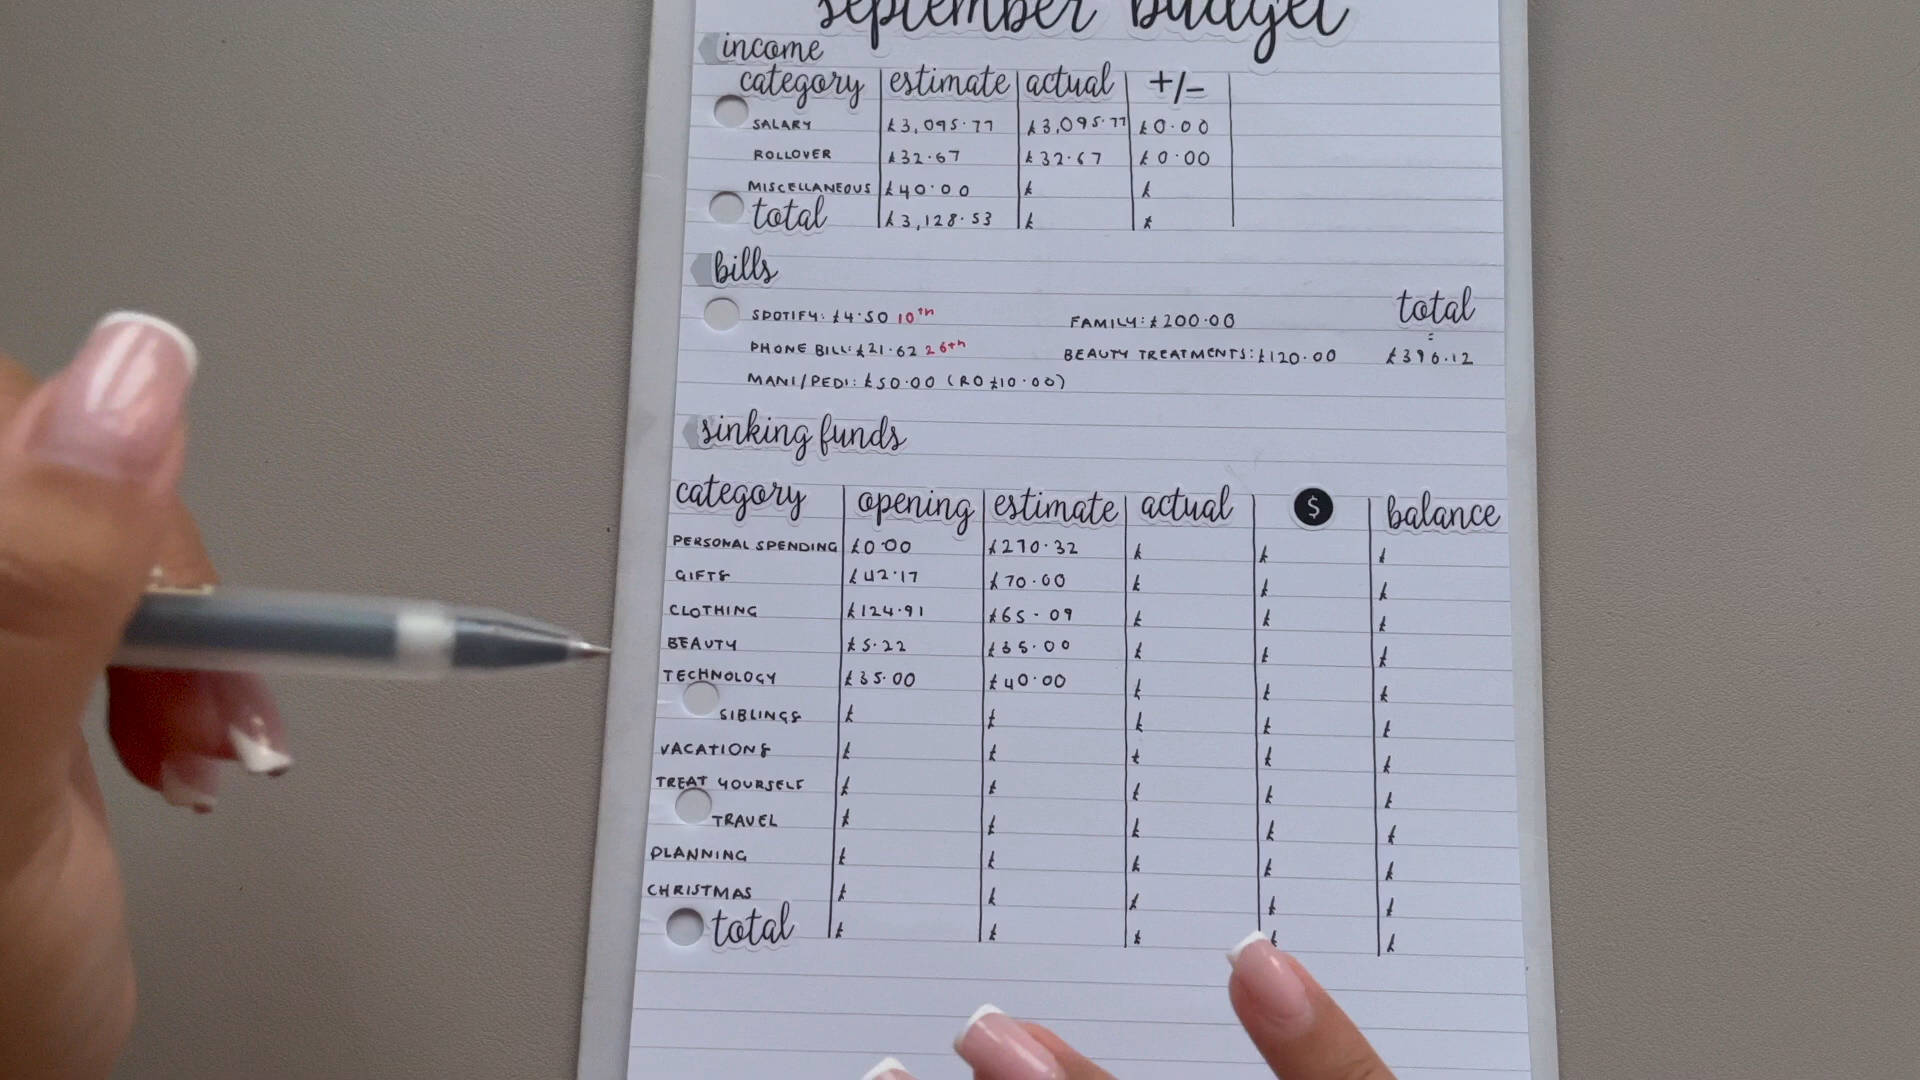 september budget
income
category estimate actual +/-
SALARY £3,095.77 £3,095.77 £0.00
ROLLOVER £32.67 £32.67 £0.00
MISCELLANEOUS £40.00 £ £
total £3,128.53 £ £
bills
total
SPOTIFY: £4.50 10th FAMILY: £200.00 :
PHONE BILL: £21.62 26th BEAUTY TREATMENTS: £120.00 £396.12
MANI/PEDI: £50.00 (RO £10.00)
sinking funds
category opening estimate actual $ balance
PERSONAL SPENDING £0.00 £270.32 £ £ £
GIFTS £42.17 £70.00 £ £ £
CLOTHING £124.91 £65.09 £ £ £
BEAUTY £5.22 £35.00 £ £ £
TECHNOLOGY £35.00 £40.00 £ £ £
SIBLINGS £ £ £ £ £
VACATIONS £ £ £ £ £
TREAT YOURSELF £ £ £ £ £
TRAVEL £ £ £ £ £
PLANNING £ £ £ £ £
CHRISTMAS £ £ £ £ £
total £ £ £ £ £